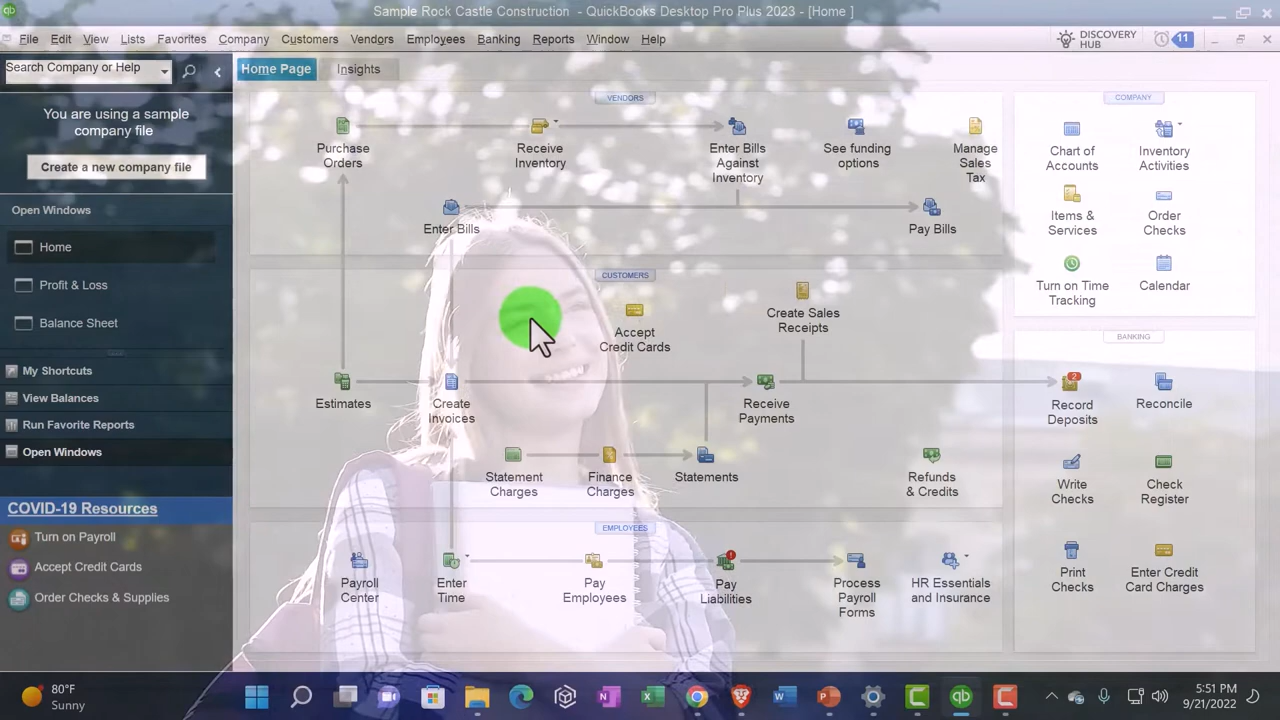 Sample Rock Castle Construction - QuickBooks Desktop Pro Plus 2023 - [Home ]
File Edit View Lists Favorites Company Customers Vendors Employees Banking Reports Window Help
DISCOVERY
HUB
11
Search Company or Help
Home Page
Insights
You are using a sample
company file
Create a new company file
Open Windows
Home
Profit & Loss
Balance Sheet
My Shortcuts
View Balances
Run Favorite Reports
Open Windows
COVID-19 Resources
Turn on Payroll
Accept Credit Cards
Order Checks & Supplies
VENDORS
Purchase
Orders
Receive
Inventory
Enter Bills
Against
Inventory
See funding
options
Manage
Sales
Tax
Enter Bills
Pay Bills
CUSTOMERS
Accept
Credit Cards
Create Sales
Receipts
Estimates
Create
Invoices
Receive
Payments
Statement
Charges
Finance
Charges
Statements
Refunds
& Credits
EMPLOYEES
Payroll
Center
Enter
Time
Pay
Employees
Pay
Liabilities
Process
Payroll
Forms
HR Essentials
and Insurance
COMPANY
Chart of
Accounts
Inventory
Activities
Items &
Services
Order
Checks
Turn on Time
Tracking
Calendar
BANKING
2
Record
Deposits
Reconcile
Write
Checks
Check
Register
Print
Checks
Enter Credit
Card Charges
80°F
Sunny
5:51 PM
9/21/2022